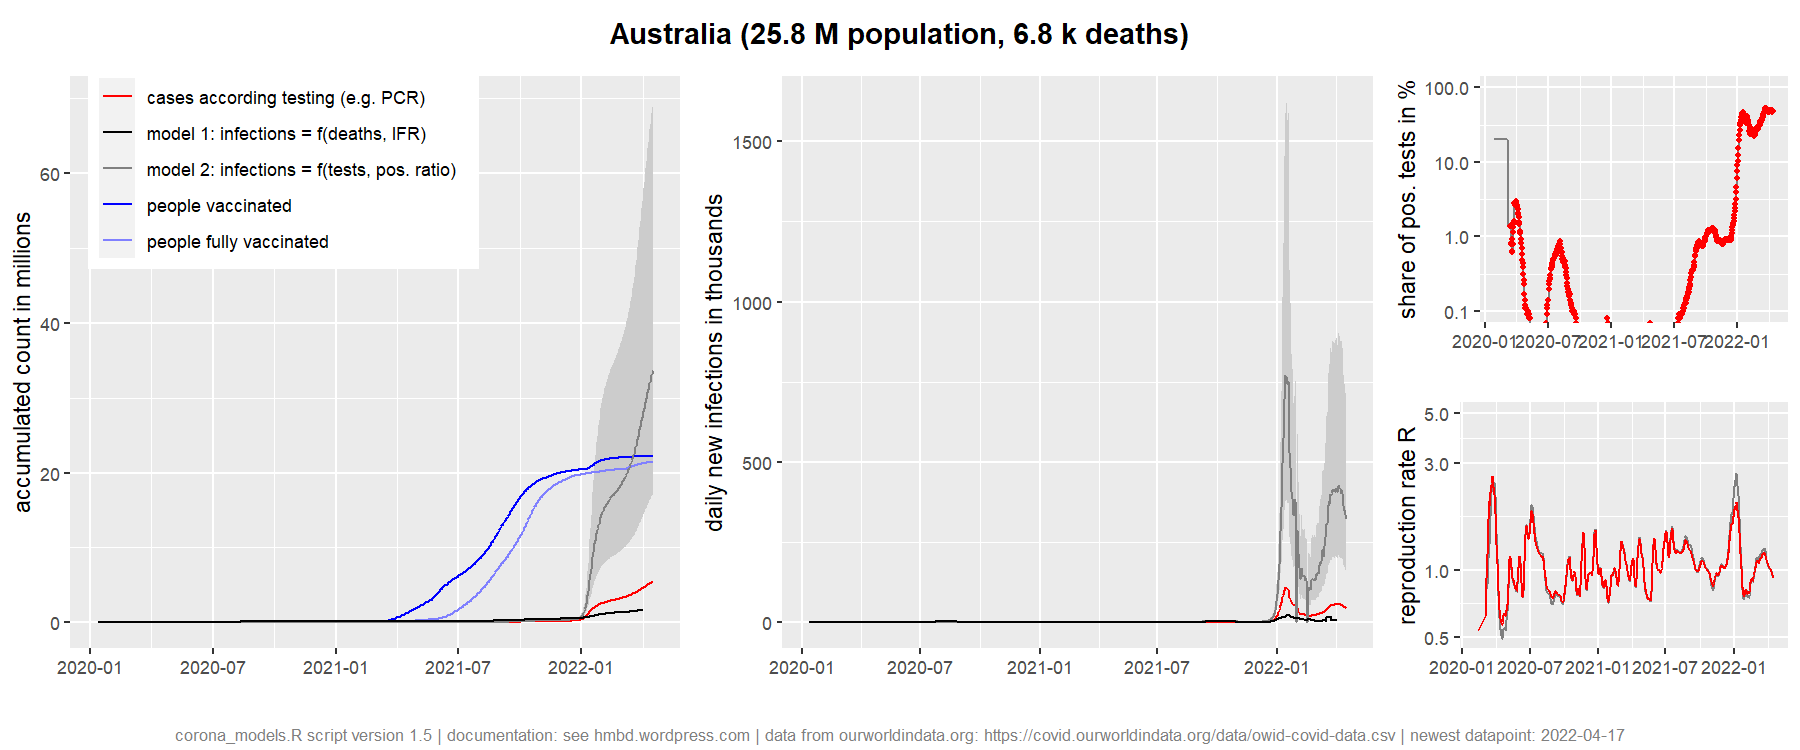 Australia (25.8 M population, 6.8 k deaths)
cases according testing (e.g. PCR)
model 1: infections = f(deaths, IFR)
model 2: infections = f(tests, pos. ratio)
people vaccinated
people fully vaccinated
accumulated count in millions
60
40
20
0
2020-01 2020-07 2021-01 2021-07 2022-01
daily new infections in thousands
1500
1000
500
0
2020-01 2020-07 2021-01 2021-07 2022-01
share of pos. tests in %
100.0
10.0
1.0
0.1
2020-01 2020-07 2021-01 2021-07 2022-01
reproduction rate R
5.0
3.0
1.0
0.5
2020-01 2020-07 2021-01 2021-07 2022-01
corona_models.R script version 1.5 | documentation: see hmbd.wordpress.com | data from ourworldindata.org: https://covid.ourworldindata.org/data/owid-covid-data.csv | newest datapoint: 2022-04-17